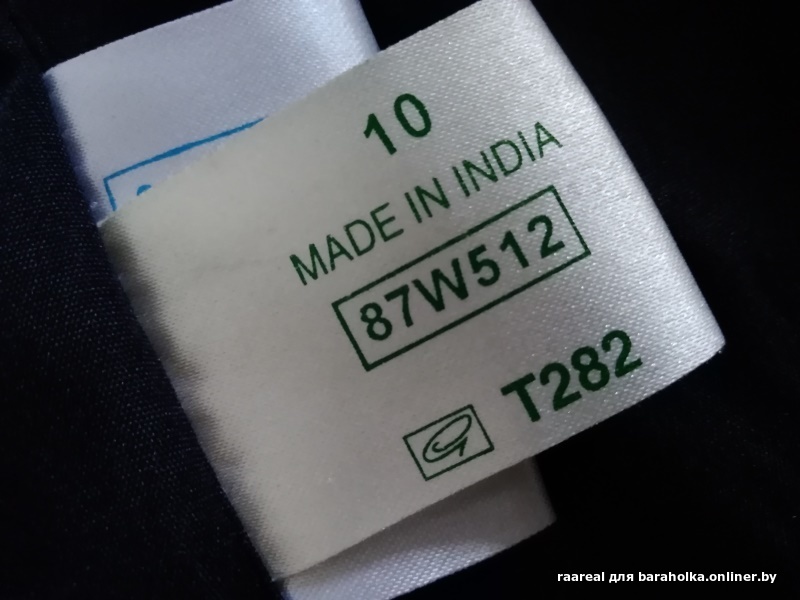 10
MADE IN INDIA
87W512
T282
raareal для baraholka.onliner.by